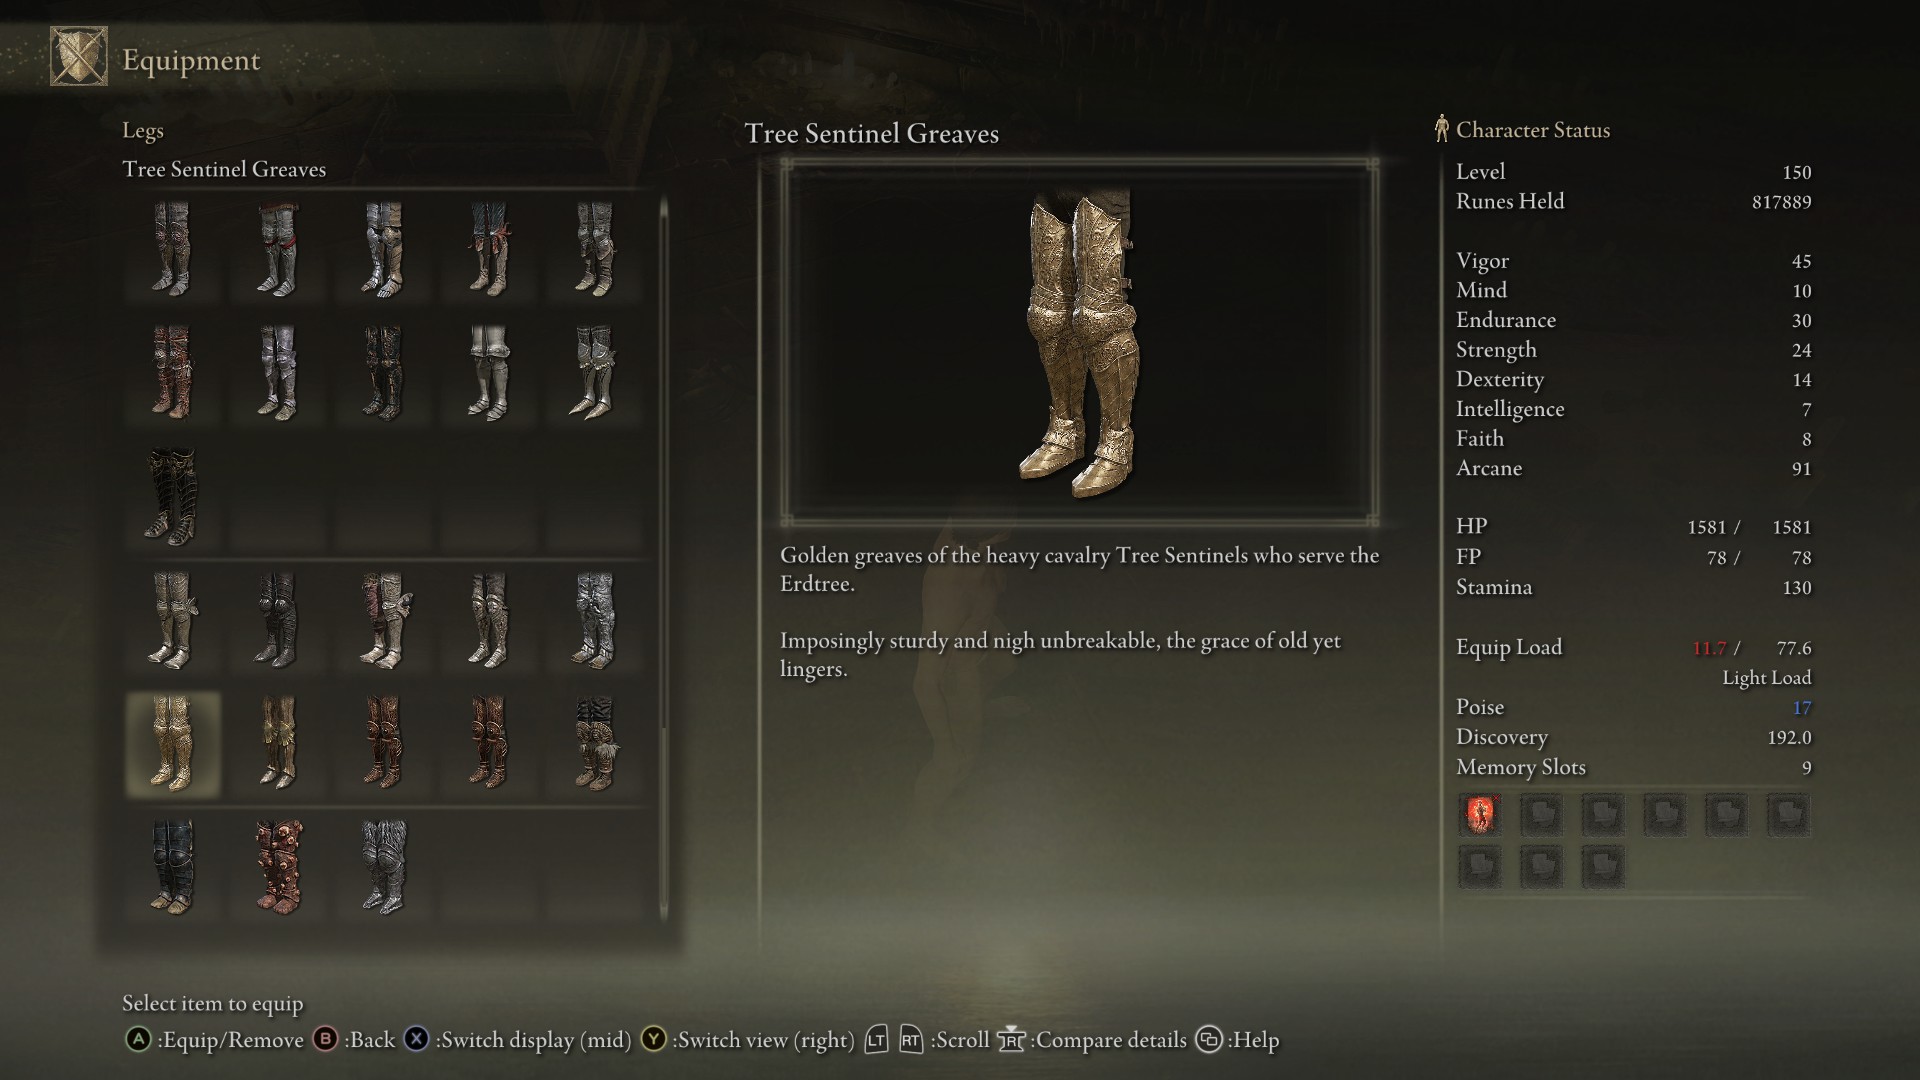 Equipment
Legs
Tree Sentinel Greaves
Tree Sentinel Greaves
Golden greaves of the heavy cavalry Tree Sentinels who serve the
Erdtree.
Imposingly sturdy and nigh unbreakable, the grace of old yet
lingers.
Character Status
Level 150
Runes Held 817889
Vigor 45
Mind 10
Endurance 30
Strength 24
Dexterity 14
Intelligence 7
Faith 8
Arcane 91
HP 1581 / 1581
FP 78 / 78
Stamina 130
Equip Load 11.7 / 77.6
Light Load
Poise 17
Discovery 192.0
Memory Slots 9
Select item to equip
A :Equip/Remove B :Back X :Switch display (mid) Y :Switch view (right) LT RT :Scroll R :Compare details :Help